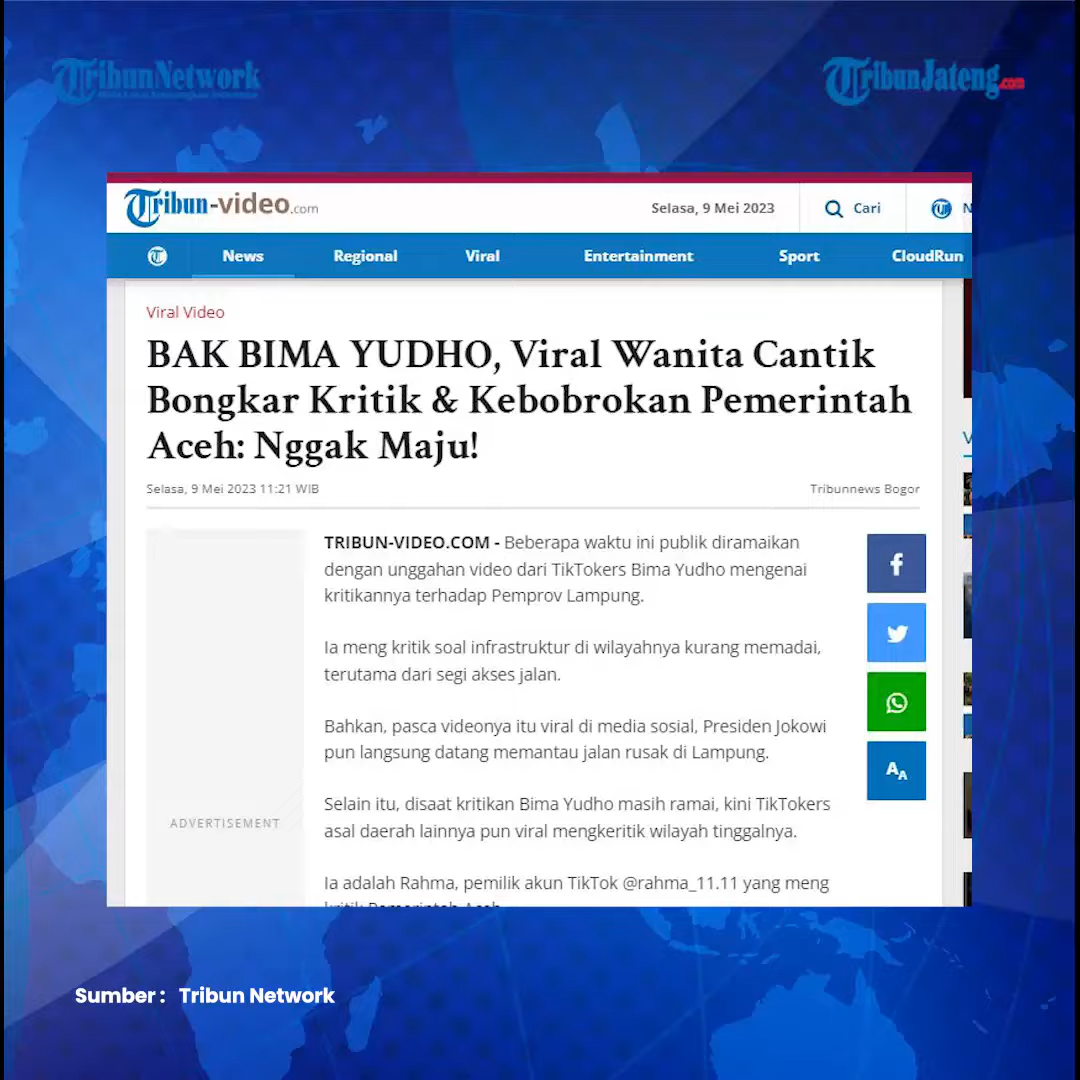 TribunNetwork
TribunJateng.com
Tribun-video.com
Selasa, 9 Mei 2023
Cari
N
News
Regional
Viral
Entertainment
Sport
CloudRun
Viral Video
BAK BIMA YUDHO, Viral Wanita Cantik
Bongkar Kritik & Kebobrokan Pemerintah
Aceh: Nggak Maju!
Selasa, 9 Mei 2023 11:21 WIB
Tribunnews Bogor
TRIBUN-VIDEO.COM - Beberapa waktu ini publik diramaikan
dengan unggahan video dari TikTokers Bima Yudho mengenai
kritikannya terhadap Pemprov Lampung.
Ia meng kritik soal infrastruktur di wilayahnya kurang memadai,
terutama dari segi akses jalan.
Bahkan, pasca videonya itu viral di media sosial, Presiden Jokowi
pun langsung datang memantau jalan rusak di Lampung.
Selain itu, disaat kritikan Bima Yudho masih ramai, kini TikTokers
asal daerah lainnya pun viral mengkeritik wilayah tinggalnya.
Ia adalah Rahma, pemilik akun TikTok @rahma_11.11 yang meng
kritik Pemerintah Aceh
ADVERTISEMENT
Sumber : Tribun Network